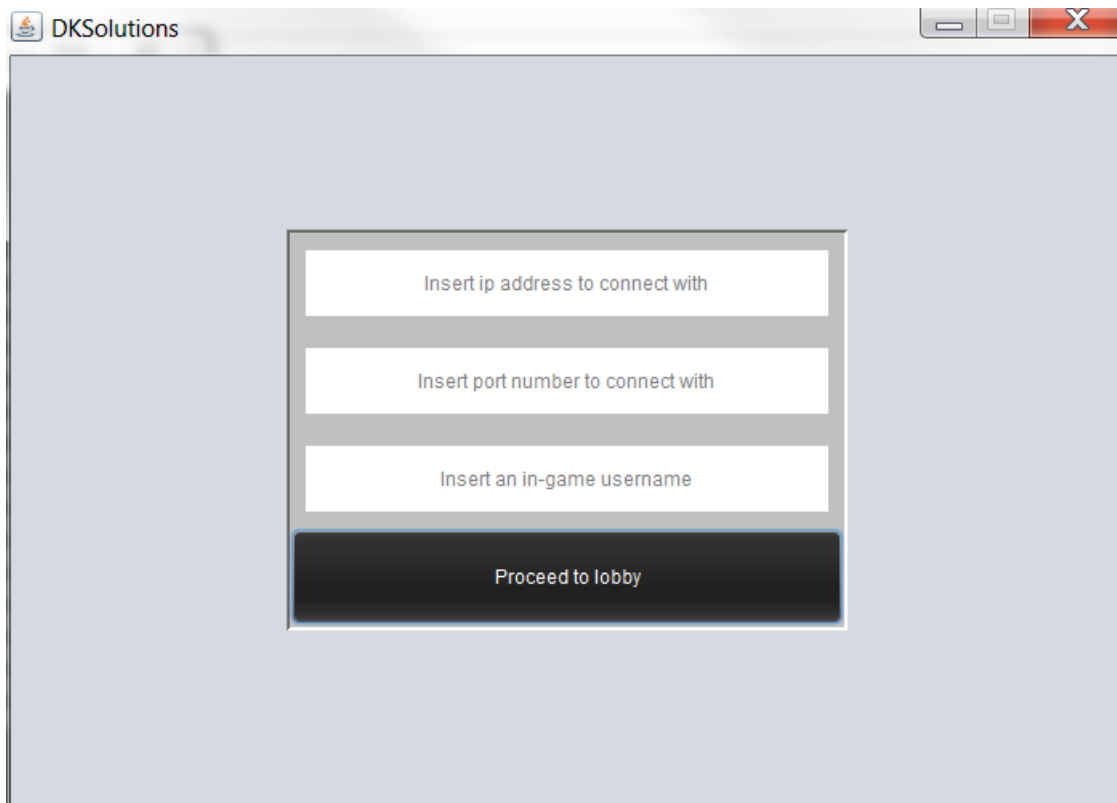 DKSolutions
Insert ip address to connect with
Insert port number to connect with
Insert an in-game username
Proceed to lobby